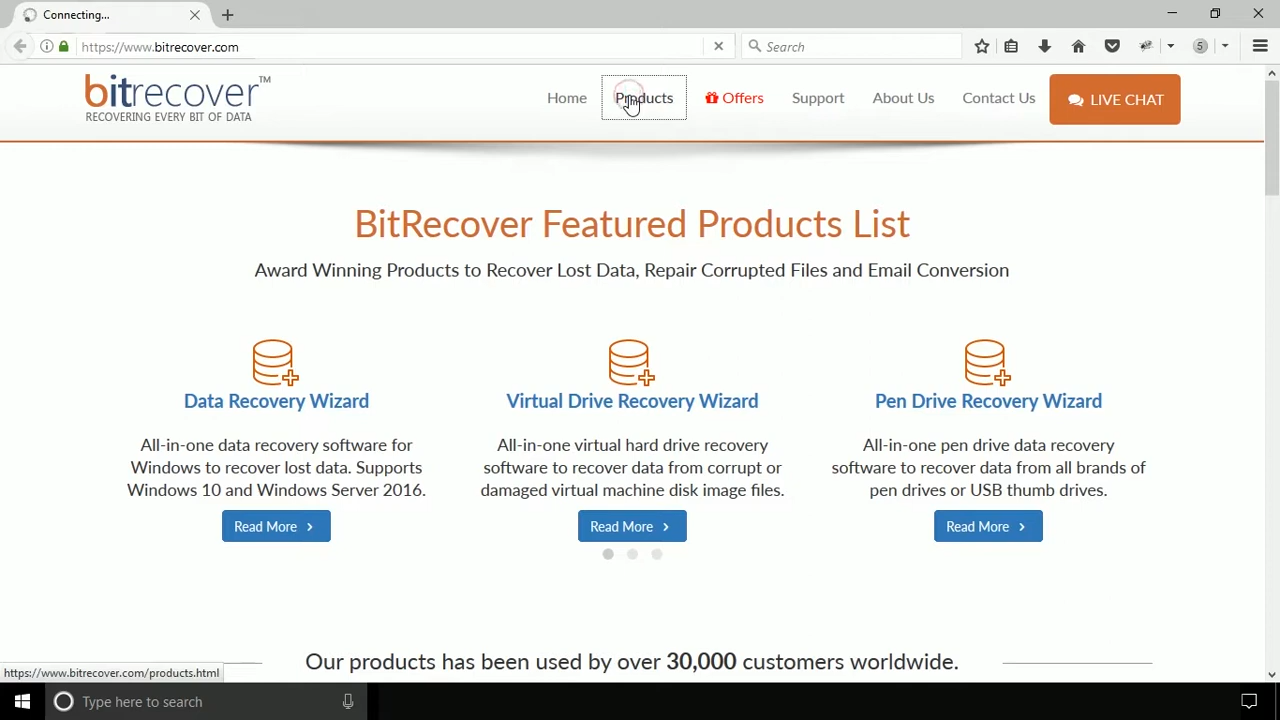 Connecting...
https://www.bitrecover.com
Search
5
bitrecover™
RECOVERING EVERY BIT OF DATA
Home
Products
Offers
Support
About Us
Contact Us
LIVE CHAT
BitRecover Featured Products List
Award Winning Products to Recover Lost Data, Repair Corrupted Files and Email Conversion
Data Recovery Wizard
All-in-one data recovery software for
Windows to recover lost data. Supports
Windows 10 and Windows Server 2016.
Read More
Virtual Drive Recovery Wizard
All-in-one virtual hard drive recovery
software to recover data from corrupt or
damaged virtual machine disk image files.
Read More
Pen Drive Recovery Wizard
All-in-one pen drive data recovery
software to recover data from all brands of
pen drives or USB thumb drives.
Read More
Our products has been used by over 30,000 customers worldwide.
https://www.bitrecover.com/products.html
Type here to search